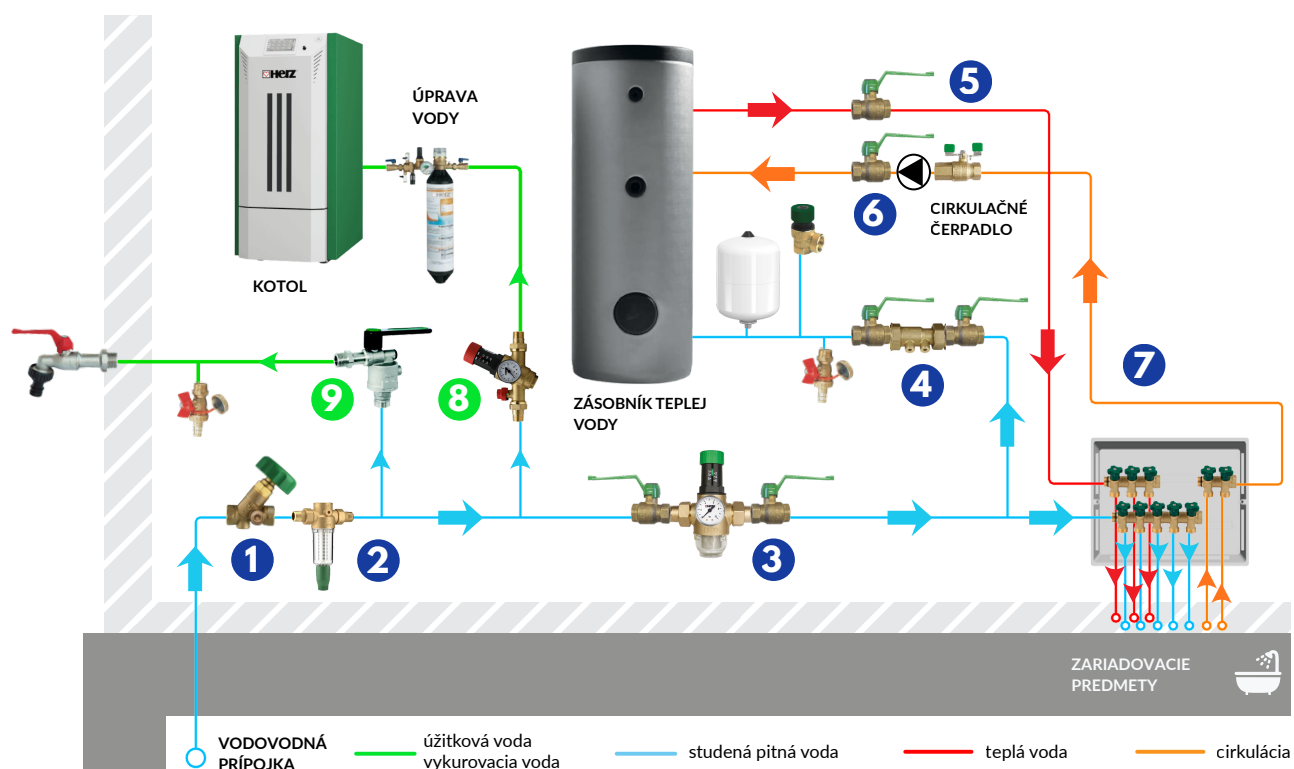 HERZ
ÚPRAVA
VODY
KOTOL
5
6
CIRKULAČNÉ
ČERPADLO
7
4
9
8
ZÁSOBNÍK TEPLEJ
VODY
1
2
3
ZARIADOVACIE
PREDMETY
VODOVODNÁ
PRÍPOJKA
úžitková voda
vykurovacia voda
studená pitná voda
teplá voda
cirkulácia